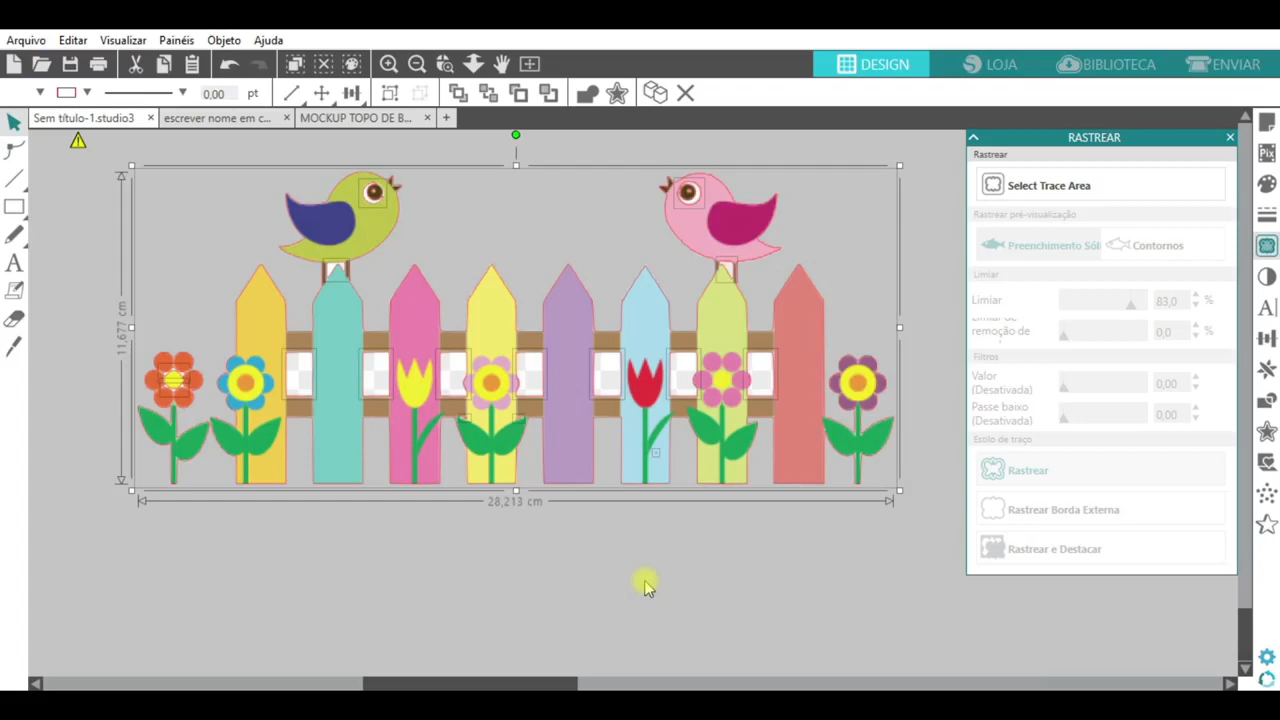 Arquivo Editar Visualizar Painéis Objeto Ajuda
DESIGN LOJA BIBLIOTECA ENVIAR
0,00 pt
Sem título-1.studio3 escrever nome em c... MOCKUP TOPO DE B...
RASTREAR
Rastrear
Select Trace Area
Rastrear pré-visualização
Preenchimento Sóli Contornos
Limiar
Limiar 83,0 %
Limiar de
remoção de 0,0 %
Filtros
Valor
(Desativada) 0,00
Passe baixo
(Desativada) 0,00
Estilo de traço
Rastrear
Rastrear Borda Externa
Rastrear e Destacar
11,677 cm
28,213 cm